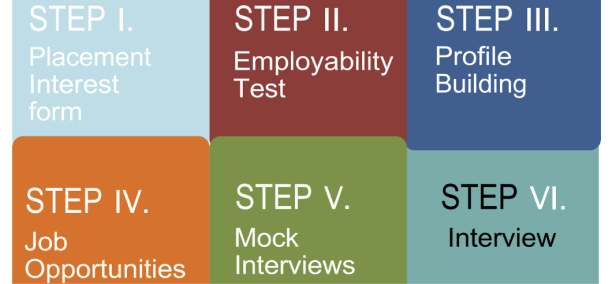 STEP I.
Placement
Interest
form
STEP II.
Employability
Test
STEP III.
Profile
Building
STEP IV.
Job
Opportunities
STEP V.
Mock
Interviews
STEP VI.
Interview